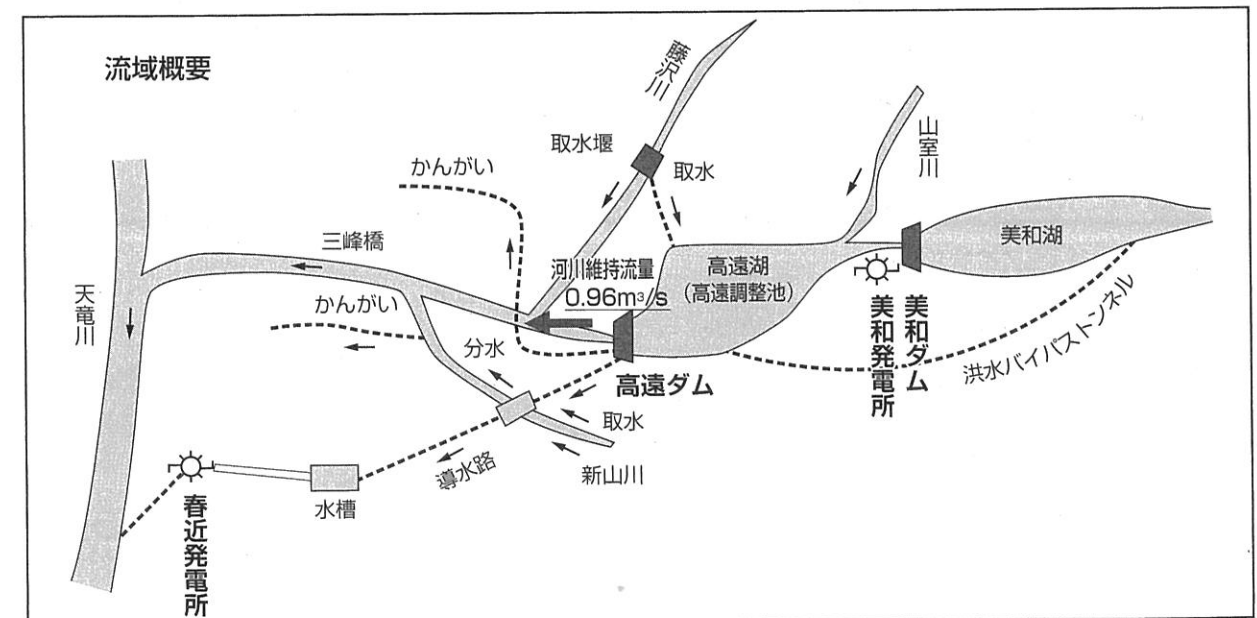 流域概要
藤沢川
山室川
取水堰
取水
かんがい
美和湖
三峰橋
河川維持流量
0.96m³/s
高遠湖
(高遠調整池)
天竜川
かんがい
分水
高遠ダム
美和発電所
美和ダム
洪水バイパストンネル
取水
導水路
新山川
水槽
春近発電所